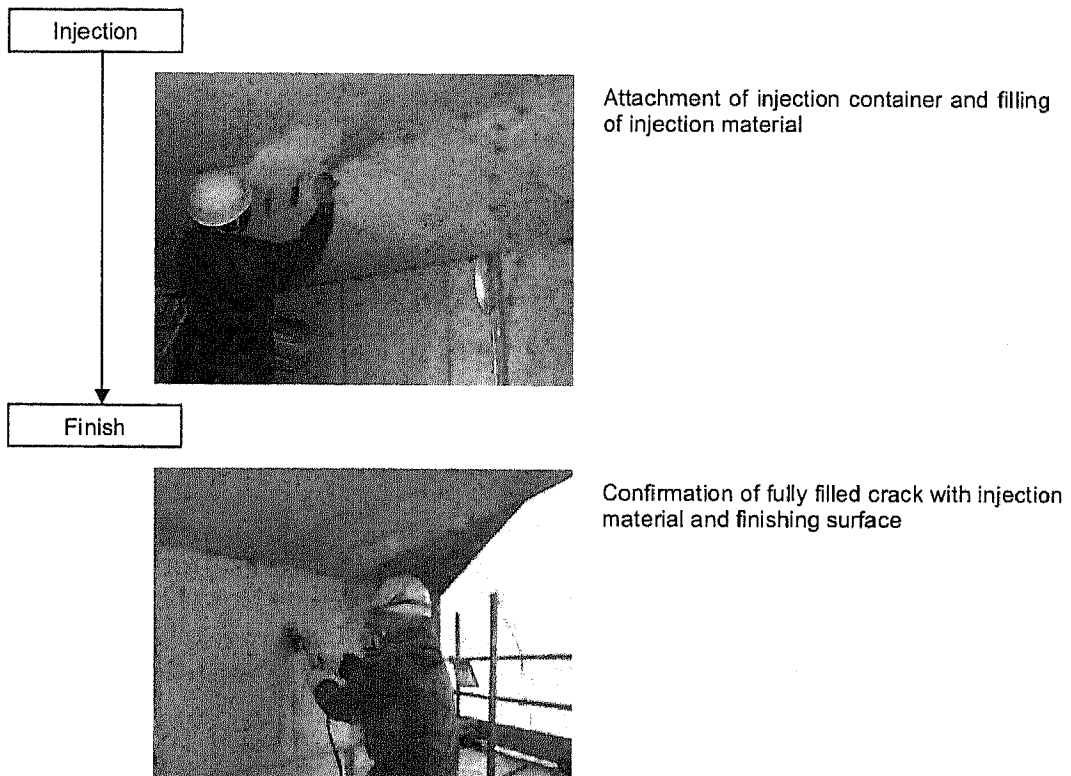 Injection
Attachment of injection container and filling
of injection material
Finish
Confirmation of fully filled crack with injection
material and finishing surface